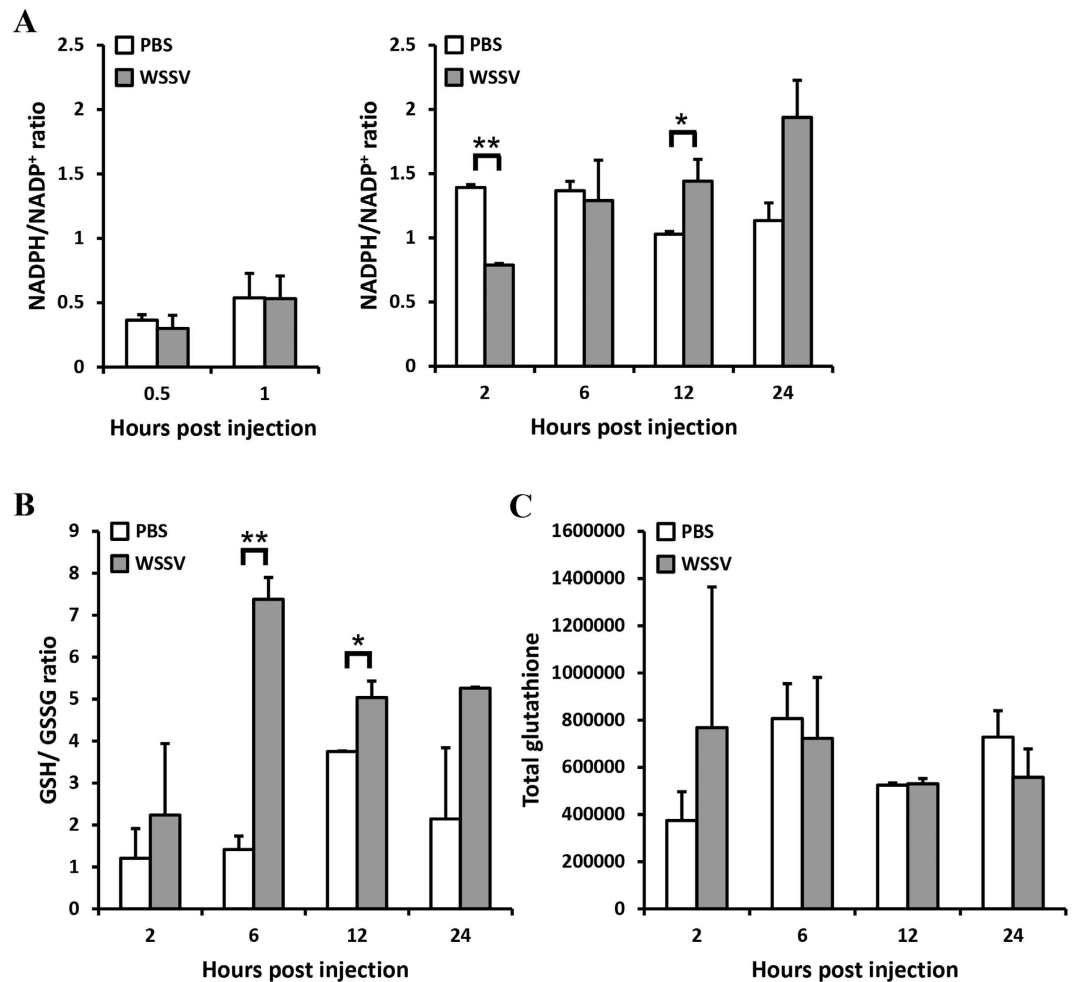 A
PBS
WSSV
2.5
2
1.5
1
0.5
0
NADPH/NADP⁺ ratio
0.5 1
Hours post injection
PBS
WSSV
2.5
2
1.5
1
0.5
0
NADPH/NADP⁺ ratio
**
*
2 6 12 24
Hours post injection
B
PBS
WSSV
9
8
7
6
5
4
3
2
1
0
GSH/ GSSG ratio
**
*
2 6 12 24
Hours post injection
C
PBS
WSSV
1600000
1400000
1200000
1000000
800000
600000
400000
200000
0
Total glutathione
2 6 12 24
Hours post injection